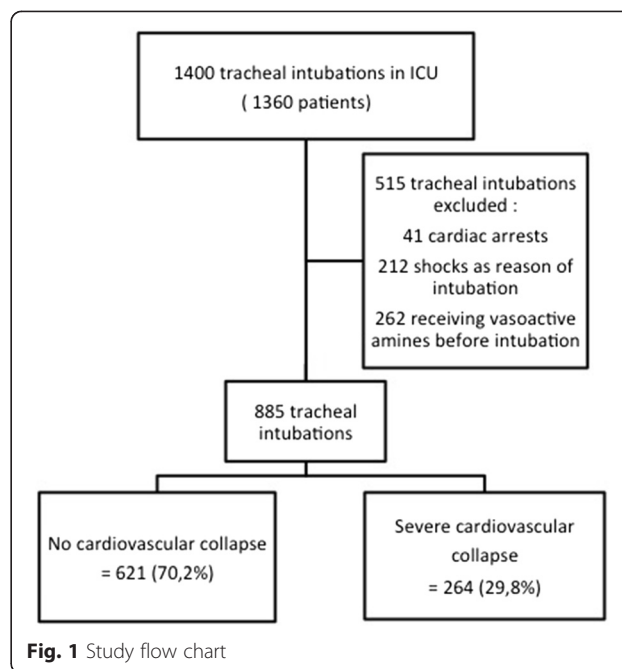 1400 tracheal intubations in ICU
( 1360 patients)
515 tracheal intubations
excluded :
41 cardiac arrests
212 shocks as reason of
intubation
262 receiving vasoactive
amines before intubation
885 tracheal
intubations
No cardiovascular collapse
= 621 (70,2%)
Severe cardiovascular
collapse
= 264 (29,8%)
Fig. 1 Study flow chart